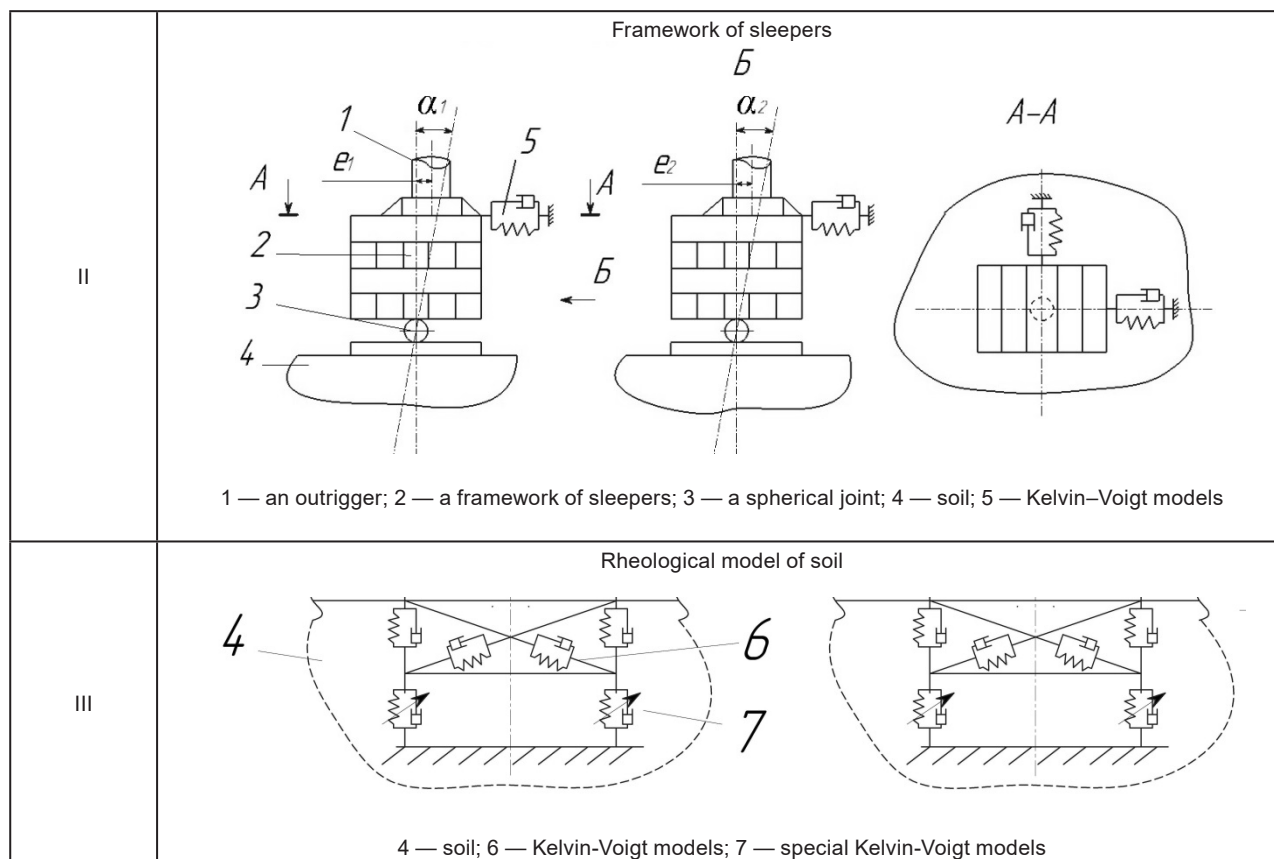 Framework of sleepers
Б
α1
α2
А–А
1
5
e1
e2
А
А
2
Б
3
4
II
1 — an outrigger; 2 — a framework of sleepers; 3 — a spherical joint; 4 — soil; 5 — Kelvin–Voigt models
Rheological model of soil
4
6
7
III
4 — soil; 6 — Kelvin-Voigt models; 7 — special Kelvin-Voigt models